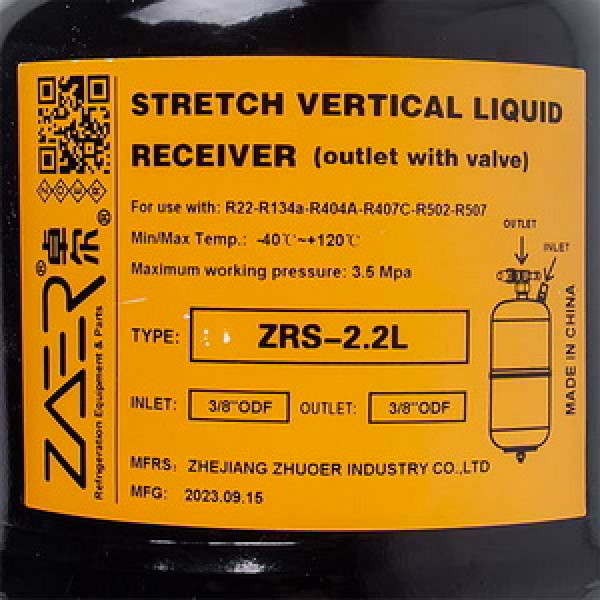 STRETCH VERTICAL LIQUID
RECEIVER (outlet with valve)
For use with: R22-R134a-R404A-R407C-R502-R507
Min/Max Temp.: -40℃~+120℃
Maximum working pressure: 3.5 Mpa
TYPE: ZRS-2.2L
INLET: 3/8"ODF OUTLET: 3/8"ODF
MFRS: ZHEJIANG ZHUOER INDUSTRY CO.,LTD
MFG: 2023.09.15
OUTLET
INLET
MADE IN CHINA
ZOER
卓尔®
ZAER®
Refrigeration Equipment & Parts